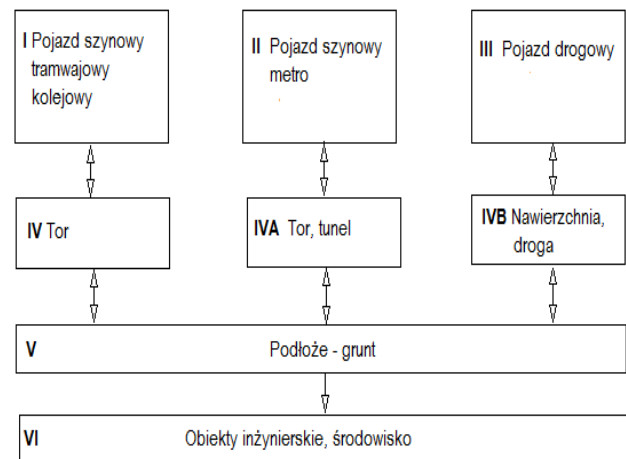 I Pojazd szynowy
tramwajowy
kolejowy
II Pojazd szynowy
metro
III Pojazd drogowy
IV Tor
IVA Tor, tunel
IVB Nawierzchnia,
droga
V Podłoże - grunt
VI Obiekty inżynierskie, środowisko